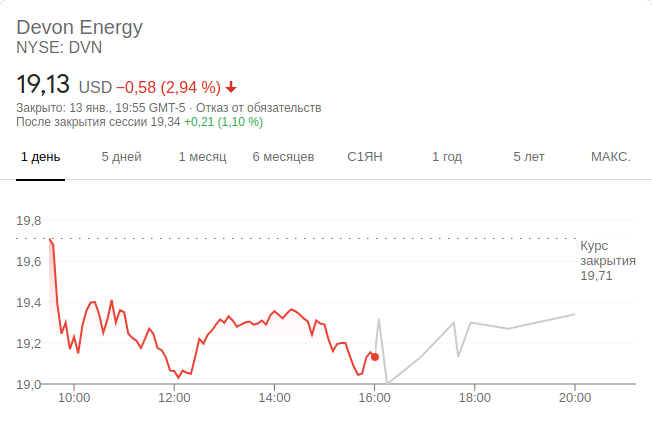 Devon Energy
NYSE: DVN
19,13 USD −0,58 (2,94 %)
Закрыто: 13 янв., 19:55 GMT-5 · Отказ от обязательств
После закрытия сессии 19,34 +0,21 (1,10 %)
1 день 5 дней 1 месяц 6 месяцев С1ЯН 1 год 5 лет МАКС.
19,8
Курс
закрытия
19,71
19,6
19,4
19,2
19,0
10:00 12:00 14:00 16:00 18:00 20:00